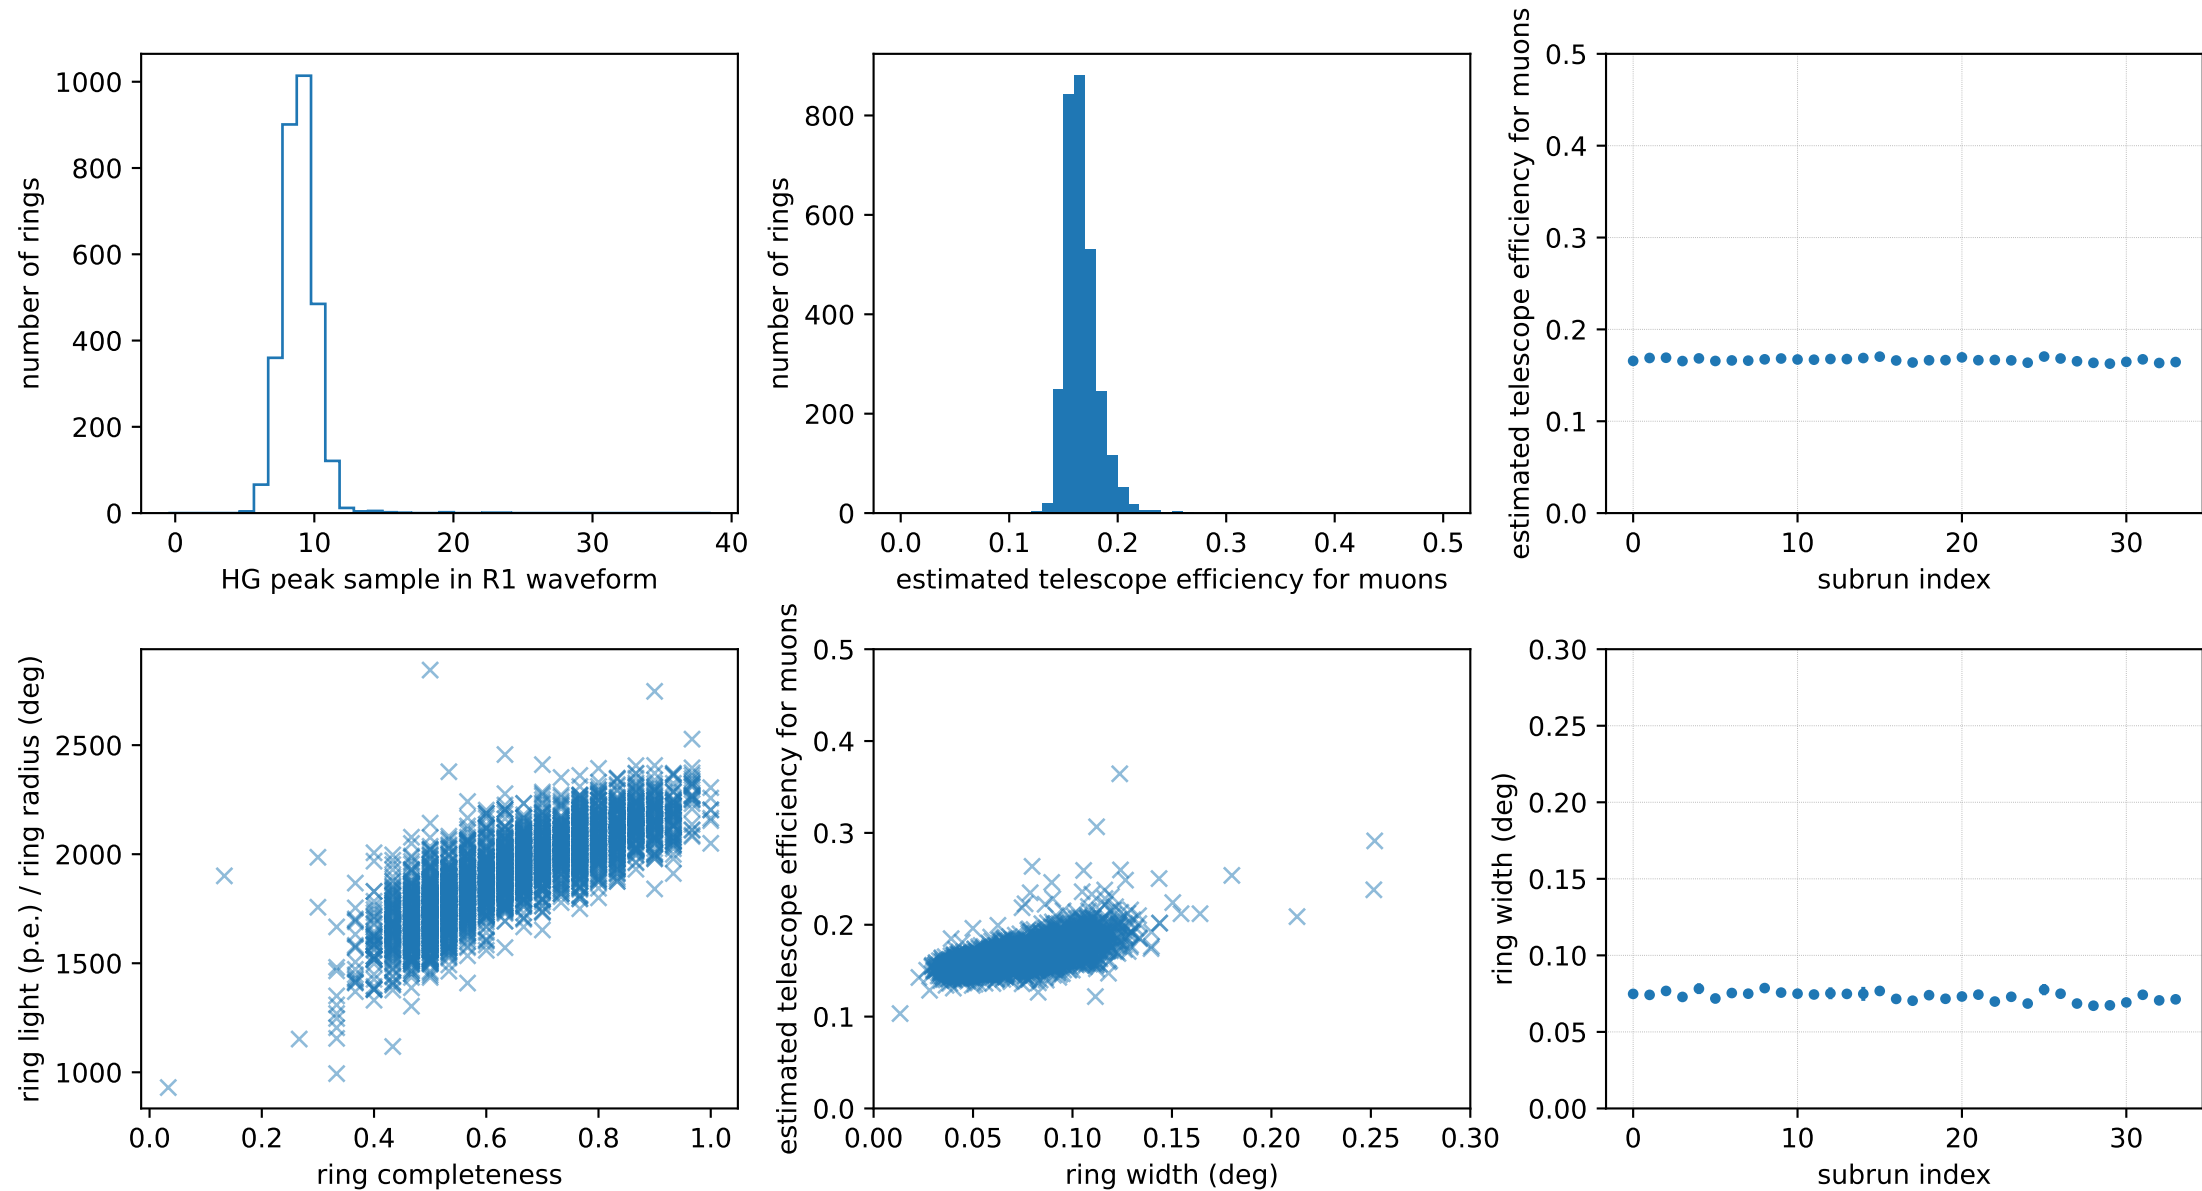 number of rings
1000
800
600
400
200
0
0 10 20 30 40
HG peak sample in R1 waveform
number of rings
800
600
400
200
0
0.0 0.1 0.2 0.3 0.4 0.5
estimated telescope efficiency for muons
estimated telescope efficiency for muons
0.5
0.4
0.3
0.2
0.1
0.0
0 10 20 30
subrun index
ring light (p.e.) / ring radius (deg)
2500
2000
1500
1000
0.0 0.2 0.4 0.6 0.8 1.0
ring completeness
estimated telescope efficiency for muons
0.5
0.4
0.3
0.2
0.1
0.0
0.00 0.05 0.10 0.15 0.20 0.25 0.30
ring width (deg)
ring width (deg)
0.30
0.25
0.20
0.15
0.10
0.05
0.00
0 10 20 30
subrun index